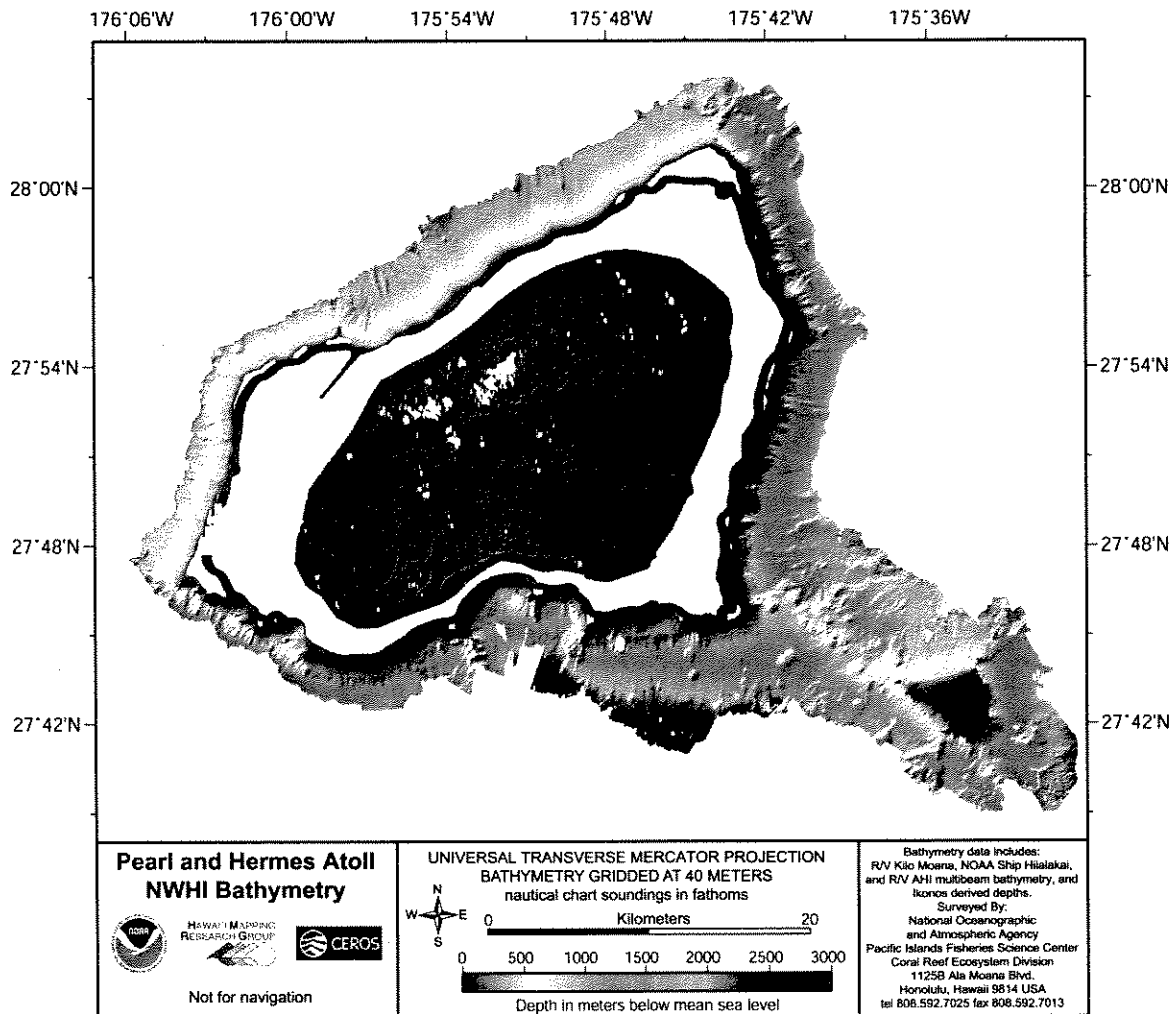 176°06'W 176°00'W 175°54'W 175°48'W 175°42'W 175°36'W
28°00'N 28°00'N
27°54'N 27°54'N
27°48'N 27°48'N
27°42'N 27°42'N
Pearl and Hermes Atoll
NWHI Bathymetry
NOAA
HAWAI'I MAPPING
RESEARCH GROUP
CEROS
Not for navigation
UNIVERSAL TRANSVERSE MERCATOR PROJECTION
BATHYMETRY GRIDDED AT 40 METERS
nautical chart soundings in fathoms
N
W E
S
0 Kilometers 20
0 500 1000 1500 2000 2500 3000
Depth in meters below mean sea level
Bathymetry data includes:
R/V Kilo Moana, NOAA Ship Hiialakai,
and R/V AHI multibeam bathymetry, and
Ikonos derived depths.
Surveyed By:
National Oceanographic
and Atmospheric Agency
Pacific Islands Fisheries Science Center
Coral Reef Ecosystem Division
1125B Ala Moana Blvd.
Honolulu, Hawaii 9814 USA
tel 808.592.7025 fax 808.592.7013